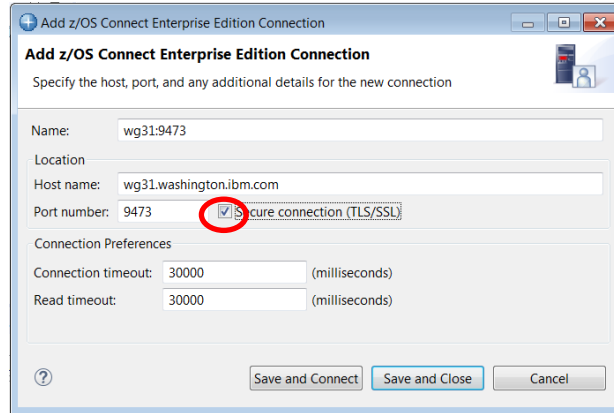 Add z/OS Connect Enterprise Edition Connection
Add z/OS Connect Enterprise Edition Connection
Specify the host, port, and any additional details for the new connection
Name: wg31:9473
Location
Host name: wg31.washington.ibm.com
Port number: 9473 Secure connection (TLS/SSL)
Connection Preferences
Connection timeout: 30000 (milliseconds)
Read timeout: 30000 (milliseconds)
? Save and Connect Save and Close Cancel